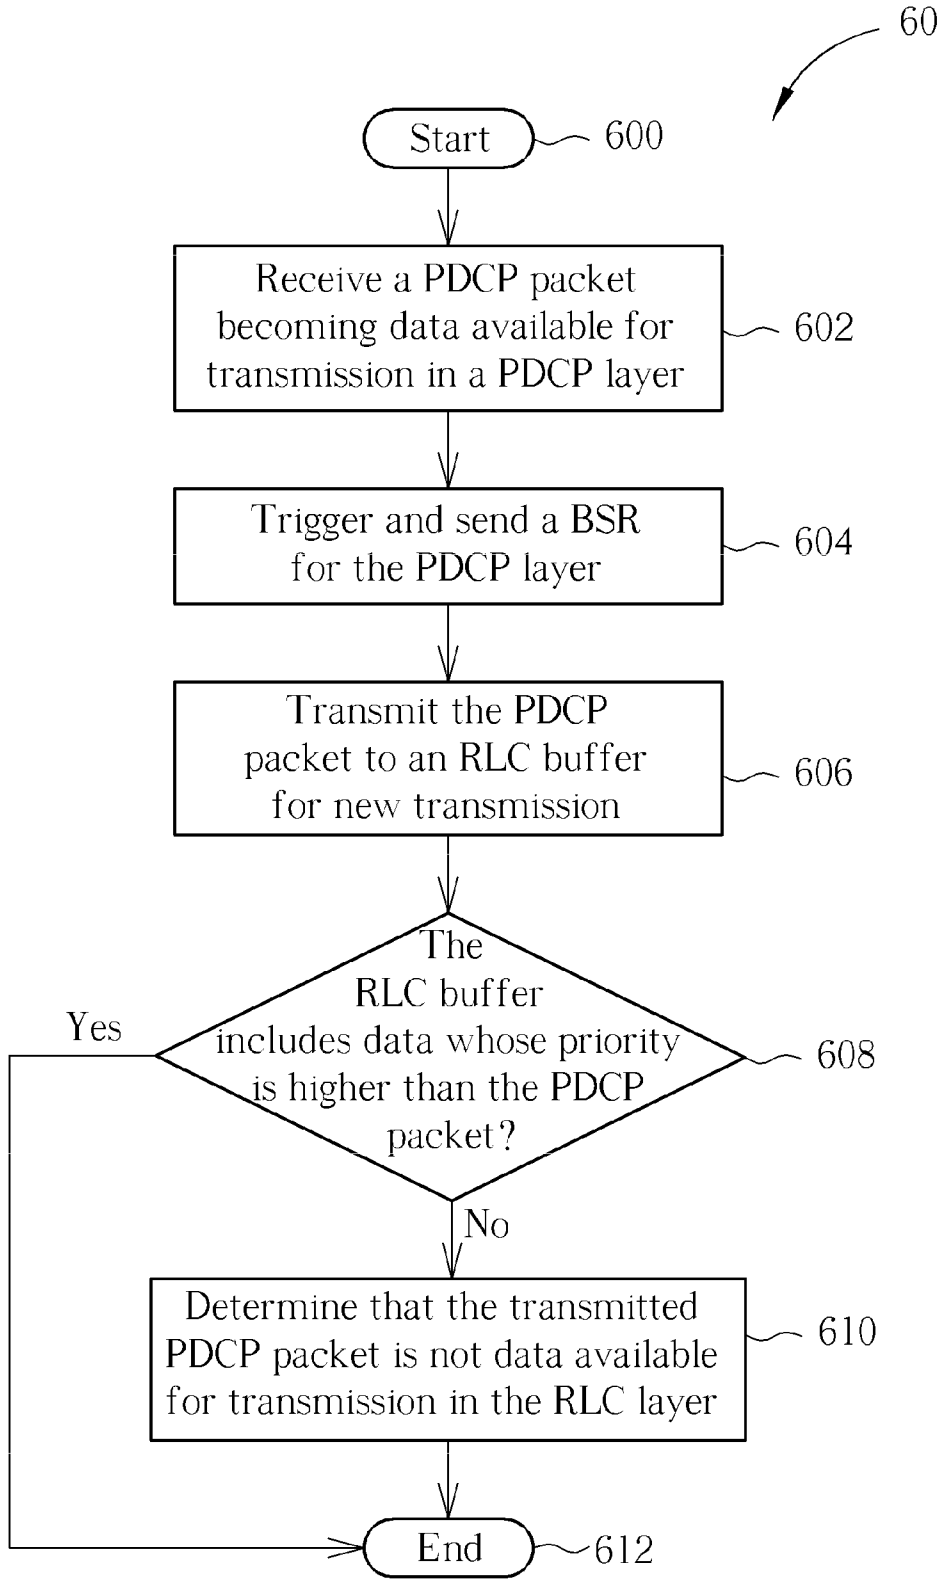 60
Start
600
Receive a PDCP packet
becoming data available for
transmission in a PDCP layer
602
Trigger and send a BSR
for the PDCP layer
604
Transmit the PDCP
packet to an RLC buffer
for new transmission
606
The
RLC buffer
includes data whose priority
is higher than the PDCP
packet?
608
Yes
No
Determine that the transmitted
PDCP packet is not data available
for transmission in the RLC layer
610
End
612